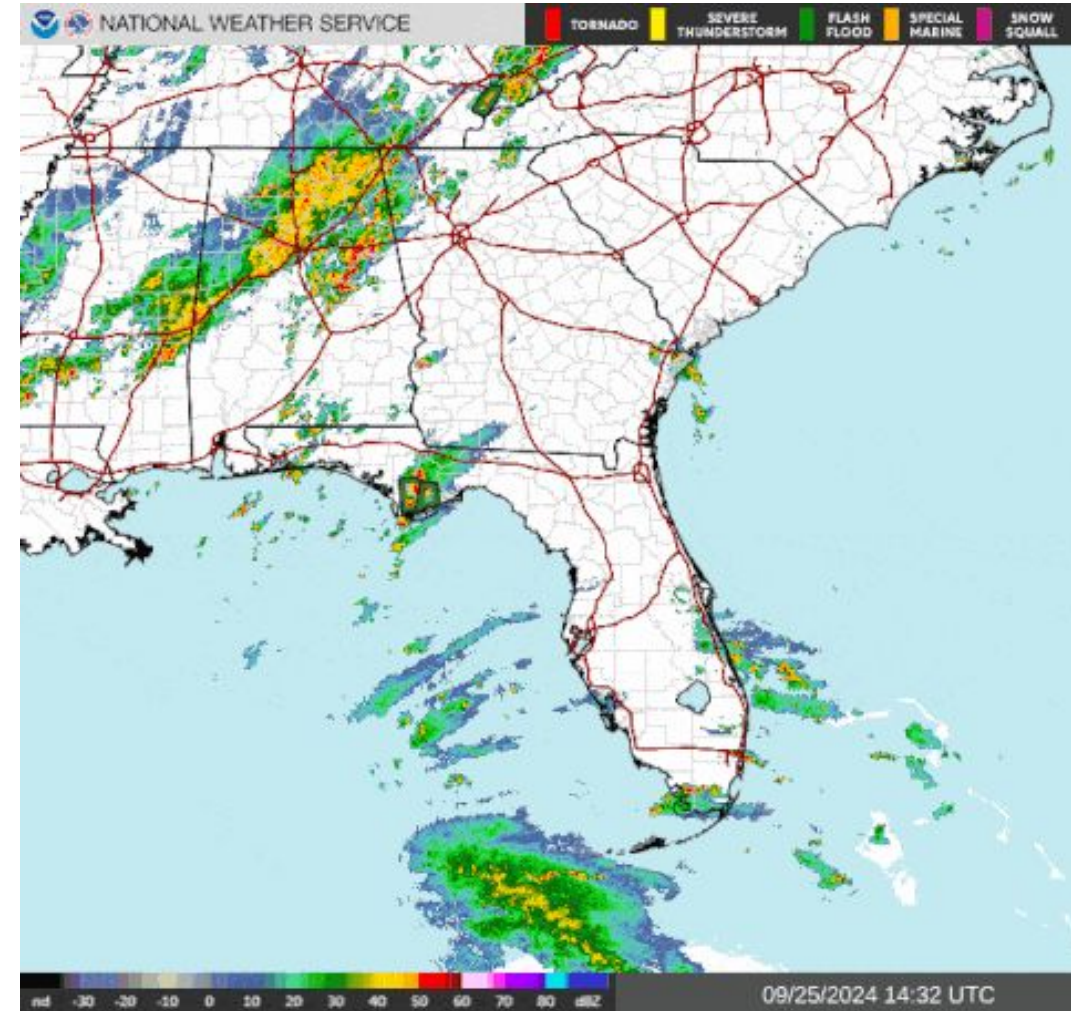 NATIONAL WEATHER SERVICE
TORNADO
SEVERE
THUNDERSTORM
FLASH
FLOOD
SPECIAL
MARINE
SNOW
SQUALL
nd -30 -20 -10 0 10 20 30 40 50 60 70 80 dBZ
09/25/2024 14:32 UTC